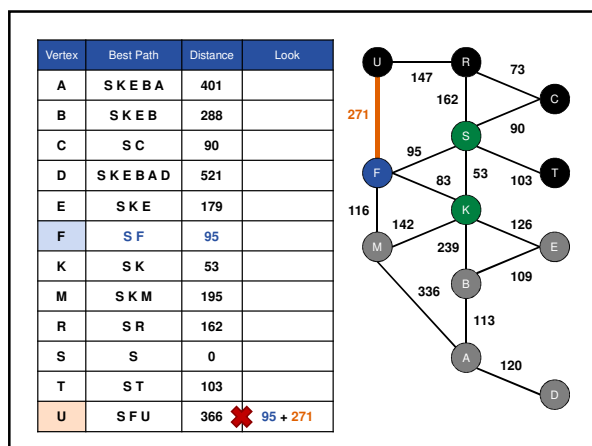 Vertex Best Path Distance Look
A S K E B A 401
B S K E B 288
C S C 90
D S K E B A D 521
E S K E 179
F S F 95
K S K 53
M S K M 195
R S R 162
S S 0
T S T 103
U S F U 366 95 + 271
U R
147 73
C
271 162
90
S
95
F 53 T
83 103
116 K
142 126
M 239 E
109
B
336
113
A
120
D